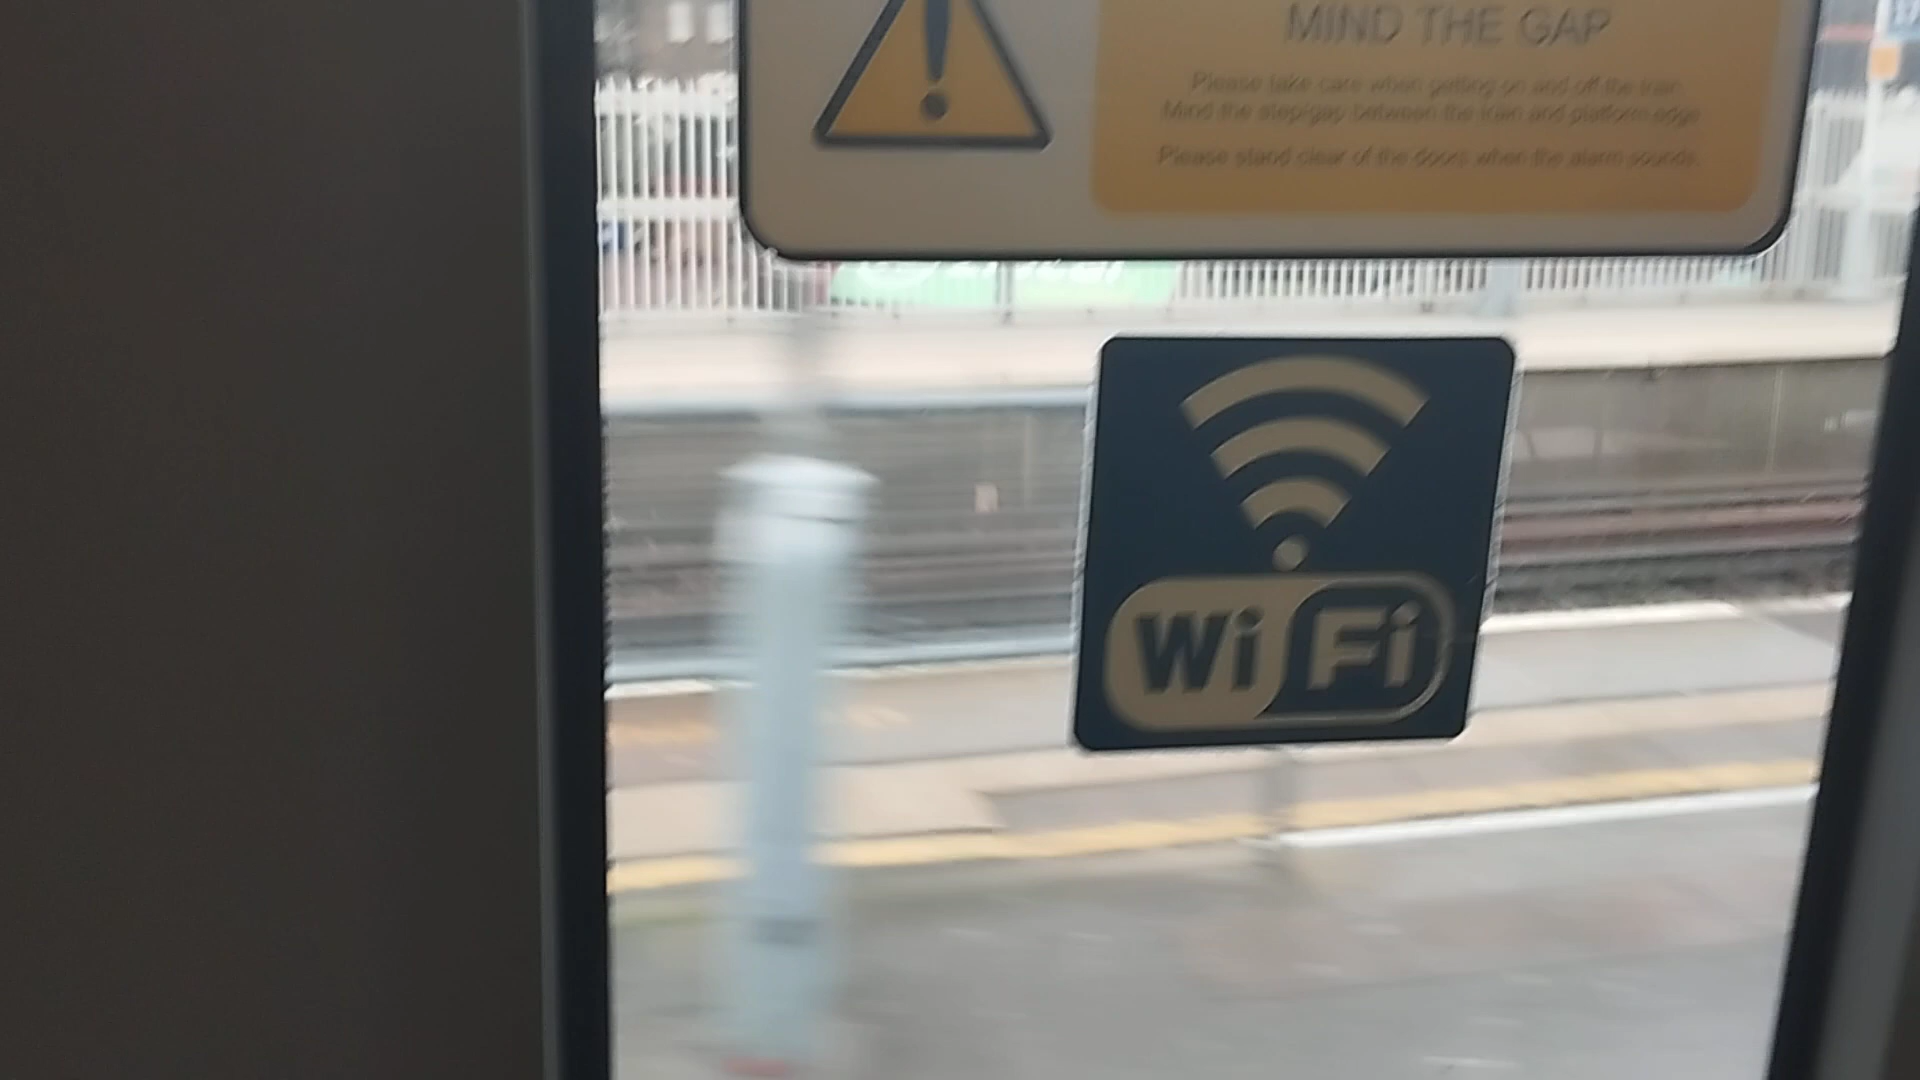 MIND THE GAP
Please take care when getting on and off the train.
Mind the step/gap between the train and platform edge.
Please stand clear of the doors when the alarm sounds.
WiFi